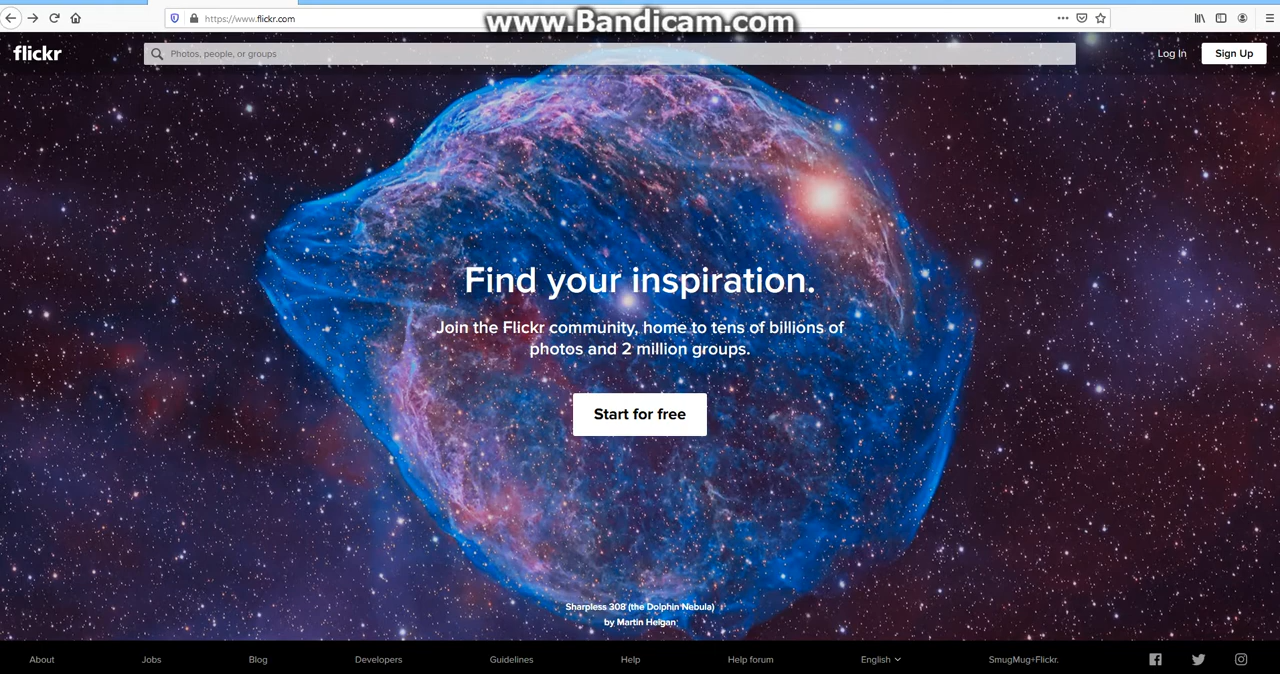 www.Bandicam.com
https://www.flickr.com
flickr
Photos, people, or groups
Log In
Sign Up
Find your inspiration.
Join the Flickr community, home to tens of billions of
photos and 2 million groups.
Start for free
Sharpless 308 (the Dolphin Nebula)
by Martin Heigan
About
Jobs
Blog
Developers
Guidelines
Help
Help forum
English
SmugMug+Flickr.